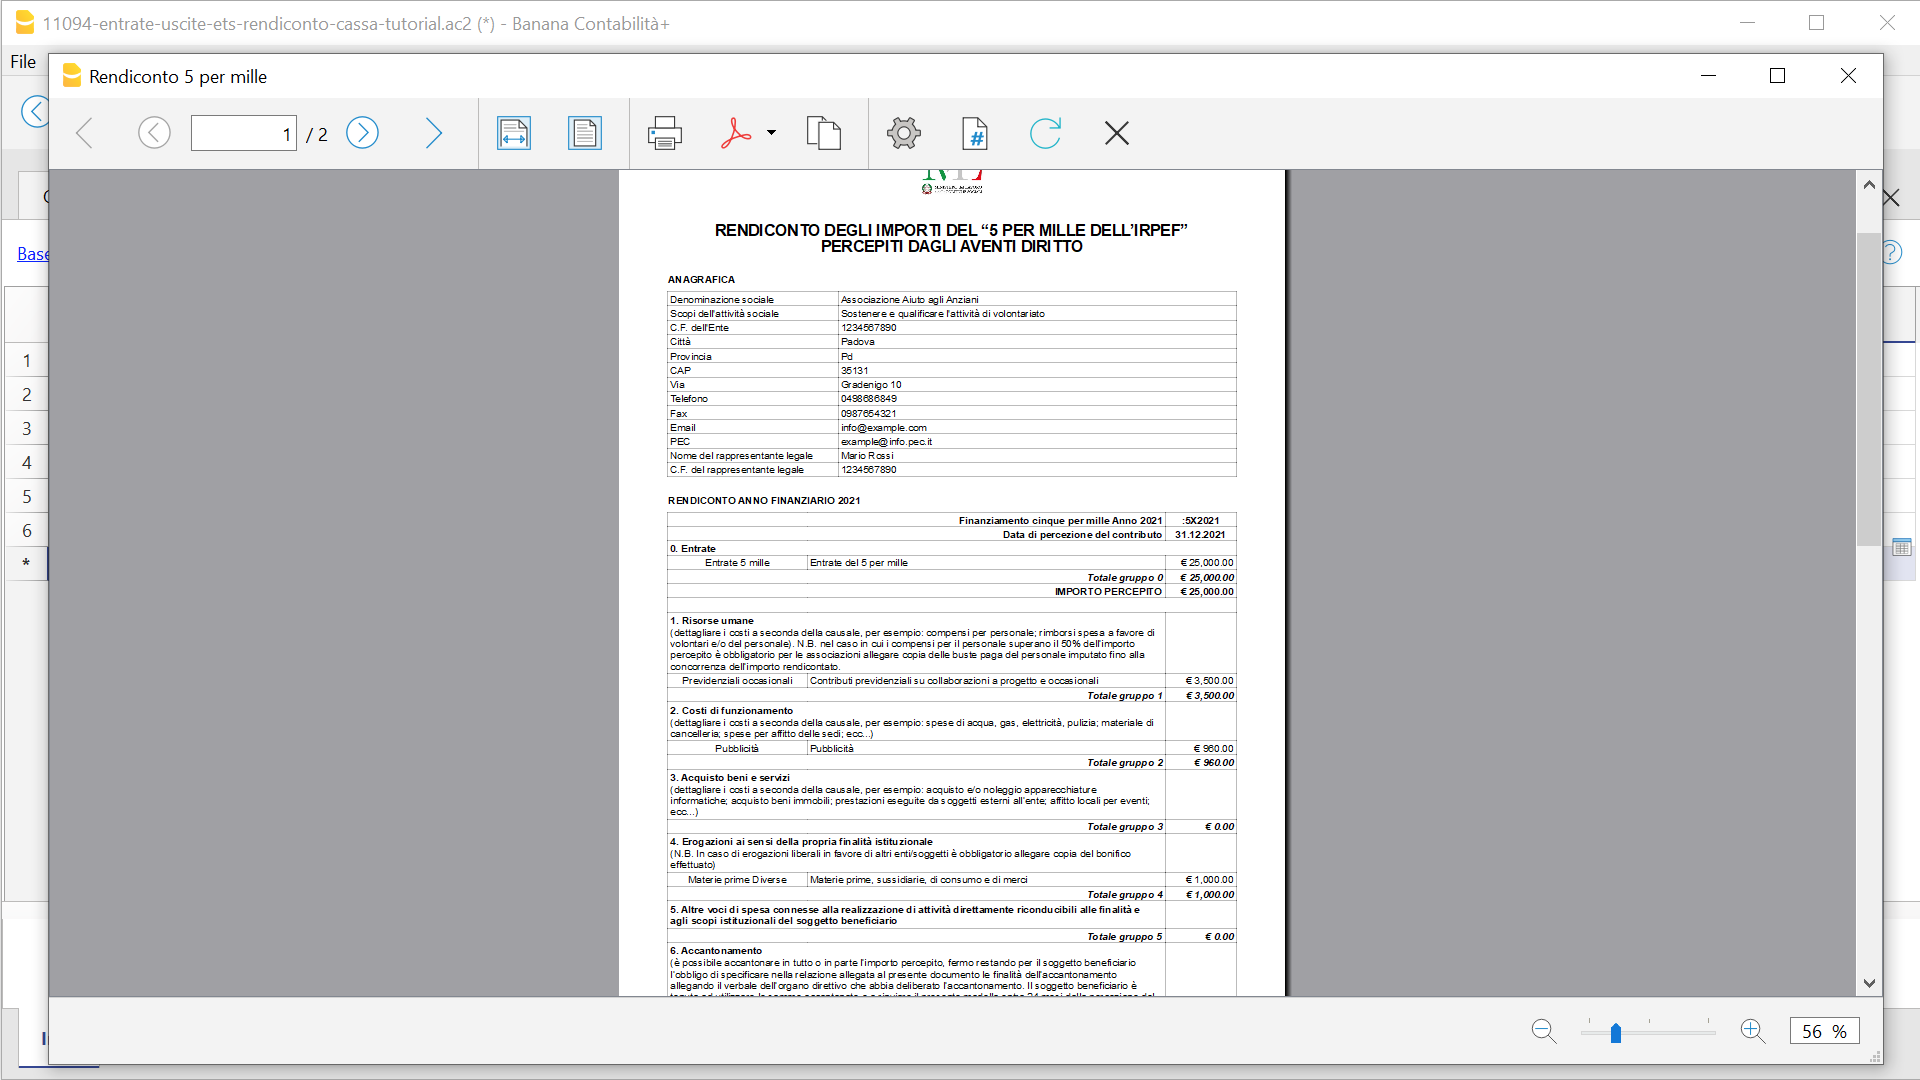 11094-entrate-uscite-ets-rendiconto-cassa-tutorial.ac2 (*) - Banana Contabilità+
File
Rendiconto 5 per mille
1 / 2
#
Base
?
1
2
3
4
5
6
*
RENDICONTO DEGLI IMPORTI DEL “5 PER MILLE DELL’IRPEF”
PERCEPITI DAGLI AVENTI DIRITTO
ANAGRAFICA
Denominazione sociale Associazione Aiuto agli Anziani
Scopi dell'attività sociale Sostenere e qualificare l'attività di volontariato
C.F. dell'Ente 1234567890
Città Padova
Provincia Pd
CAP 35131
Via Gradenigo 10
Telefono 0498686849
Fax 0987654321
Email info@example.com
PEC example@info.pec.it
Nome del rappresentante legale Mario Rossi
C.F. del rappresentante legale 1234567890
RENDICONTO ANNO FINANZIARIO 2021
Finanziamento cinque per mille Anno 2021 :5X2021
Data di percezione del contributo 31.12.2021
0. Entrate
Entrate 5 mille Entrate del 5 per mille € 25,000.00
Totale gruppo 0 € 25,000.00
IMPORTO PERCEPITO € 25,000.00
1. Risorse umane
(dettagliare i costi a seconda della causale, per esempio: compensi per personale; rimborsi spesa a favore di
volontari e/o del personale). N.B. nel caso in cui i compensi per il personale superano il 50% dell'importo
percepito è obbligatorio per le associazioni allegare copia delle buste paga del personale imputato fino alla
concorrenza dell'importo rendicontato.
Previdenziali occasionali Contributi previdenziali su collaborazioni a progetto e occasionali € 3,500.00
Totale gruppo 1 € 3,500.00
2. Costi di funzionamento
(dettagliare i costi a seconda della causale, per esempio: spese di acqua, gas, elettricità, pulizia; materiale di
cancelleria; spese per affitto delle sedi; ecc...)
Pubblicità Pubblicità € 960.00
Totale gruppo 2 € 960.00
3. Acquisto beni e servizi
(dettagliare i costi a seconda della causale, per esempio: acquisto e/o noleggio apparecchiature
informatiche; acquisto beni immobili; prestazioni eseguite da soggetti esterni all'ente; affitto locali per eventi;
ecc...)
Totale gruppo 3 € 0.00
4. Erogazioni ai sensi della propria finalità istituzionale
(N.B. In caso di erogazioni liberali in favore di altri enti/soggetti è obbligatorio allegare copia del bonifico
effettuato)
Materie prime Diverse Materie prime, sussidiarie, di consumo e di merci € 1,000.00
Totale gruppo 4 € 1,000.00
5. Altre voci di spesa connesse alla realizzazione di attività direttamente riconducibili alle finalità e
agli scopi istituzionali del soggetto beneficiario
Totale gruppo 5 € 0.00
6. Accantonamento
(è possibile accantonare in tutto o in parte l'importo percepito, fermo restando per il soggetto beneficiario
l'obbligo di specificare nella relazione allegata al presente documento le finalità dell'accantonamento
allegando il verbale dell'organo direttivo che abbia deliberato l'accantonamento. Il soggetto beneficiario è
56 %